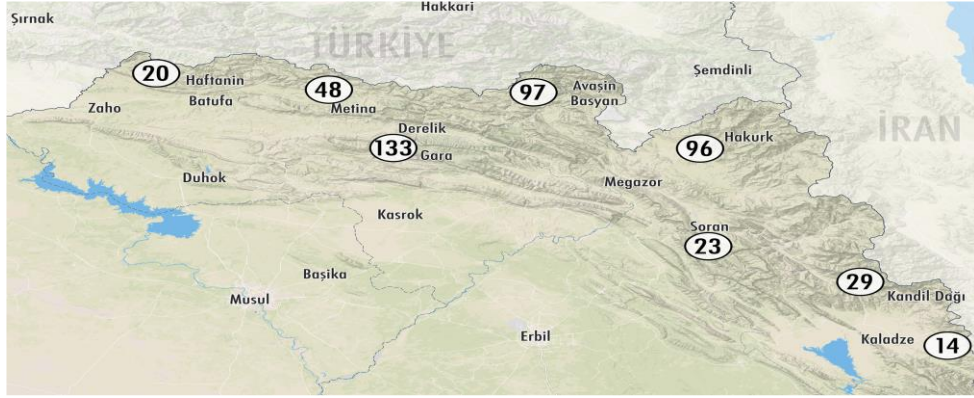 Hakkari
Şırnak
TÜRKİYE
20
Haftanin
Batufa
Zaho
48
Metina
97
Avaşin
Basyan
Şemdinli
İRAN
Derelik
133
Gara
96
Hakurk
Duhok
Megazor
Kasrok
Soran
23
Başika
Musul
29
Kandil Dağı
Erbil
Kaladze
14